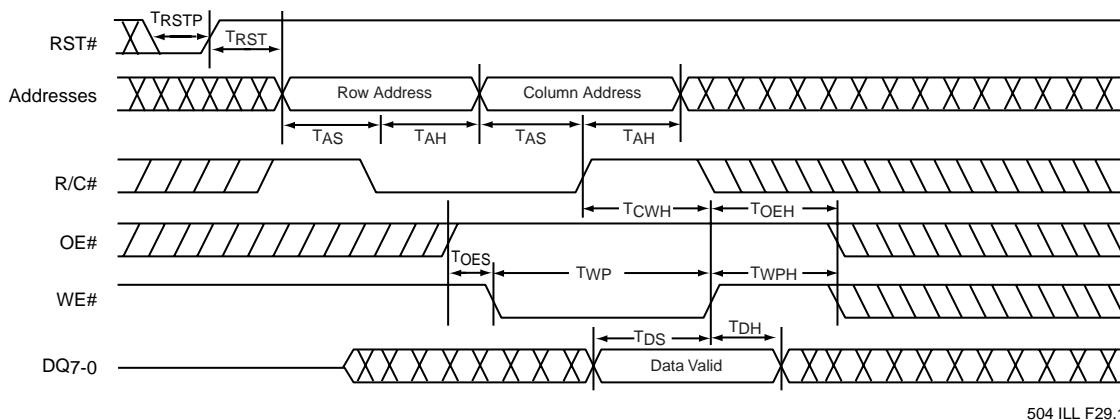 TRSTP
RST#
TRST
Addresses
Row Address
Column Address
TAS
TAH
TAS
TAH
R/C#
TCWH
TOEH
OE#
TOES
TWP
TWPH
WE#
TDS
TDH
DQ7-0
Data Valid
504 ILL F29.